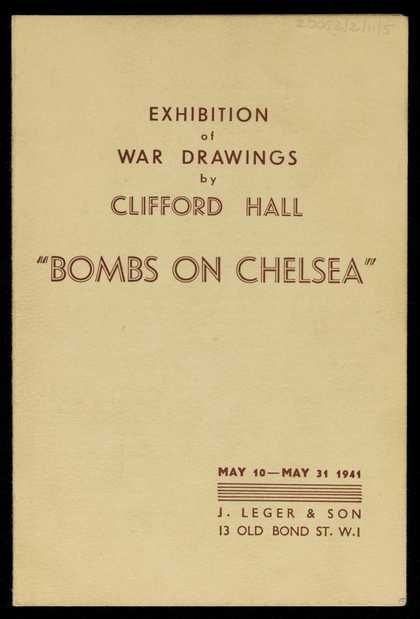 EXHIBITION
of
WAR DRAWINGS
by
CLIFFORD HALL
"BOMBS ON CHELSEA"
MAY 10—MAY 31 1941
J. LEGER & SON
13 OLD BOND ST. W.1